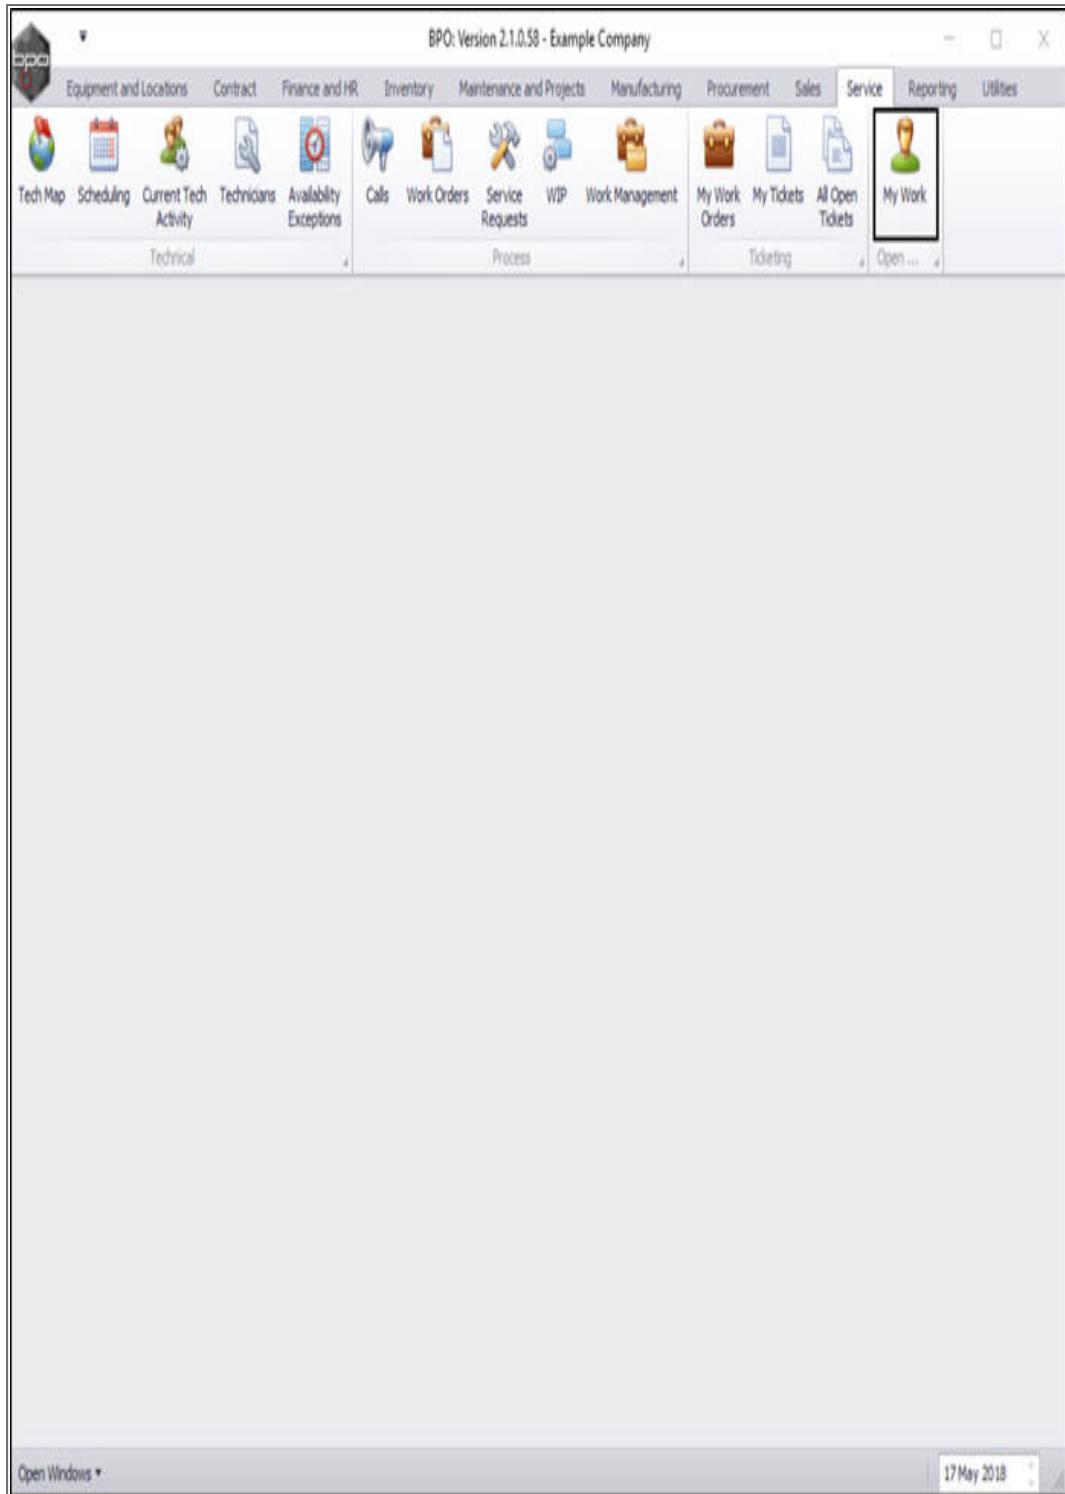 BPO: Version 2.1.0.58 - Example Company
bpo
Equipment and Locations Contract Finance and HR Inventory Maintenance and Projects Manufacturing Procurement Sales Service Reporting Utilities
Tech Map Scheduling Current Tech Activity Technicians Availability Exceptions Calls Work Orders Service Requests WIP Work Management My Work Orders My Tickets All Open Tickets My Work
Technical Process Ticketing Open ...
Open Windows 17 May 2018